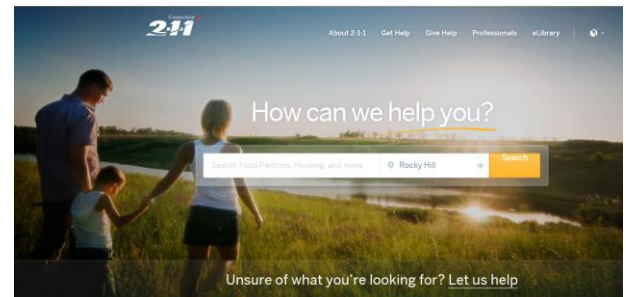 Connecticut
2-1-1
About 2-1-1 Get Help Give Help Professionals eLibrary
How can we help you?
Search Food Pantries, Housing, and more Rocky Hill Search
Unsure of what you're looking for? Let us help